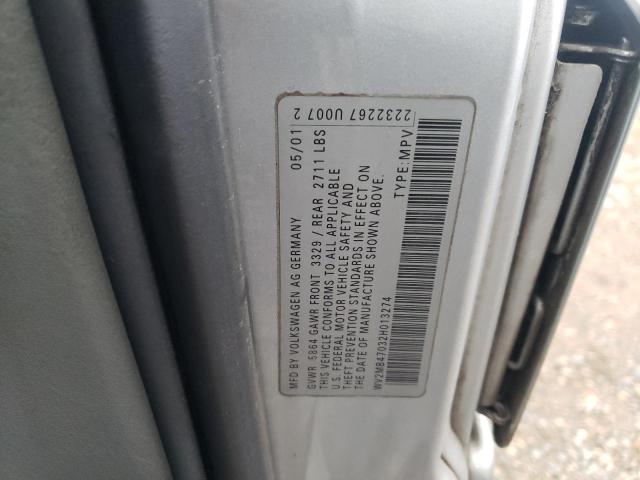 2232267 U007 2
MFD BY VOLKSWAGEN AG GERMANY 05/01
GVWR 5864 GAWR FRONT 3329 / REAR 2711 LBS
THIS VEHICLE CONFORMS TO ALL APPLICABLE
U.S. FEDERAL MOTOR VEHICLE SAFETY AND
THEFT PREVENTION STANDARDS IN EFFECT ON
THE DATE OF MANUFACTURE SHOWN ABOVE.
TYPE:MPV
WV2MB47032H013274